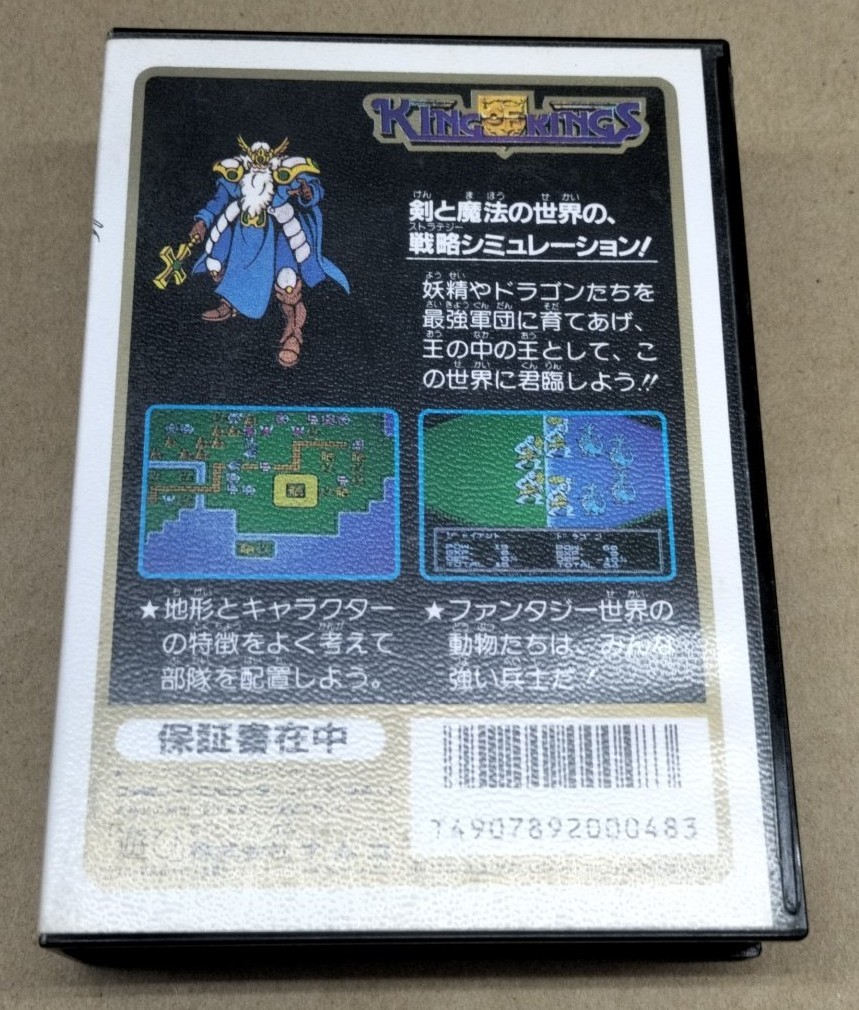 KING OF KINGS
剣と魔法の世界の、
戦略シミュレーション!
妖精やドラゴンたちを
最強軍団に育てあげ、
王の中の王として、こ
の世界に君臨しよう!!
★地形とキャラクター
の特徴をよく考えて
部隊を配置しよう。
★ファンタジー世界の
動物たちは、みんな
強い兵士だ!
保証書在中
T4907892000483